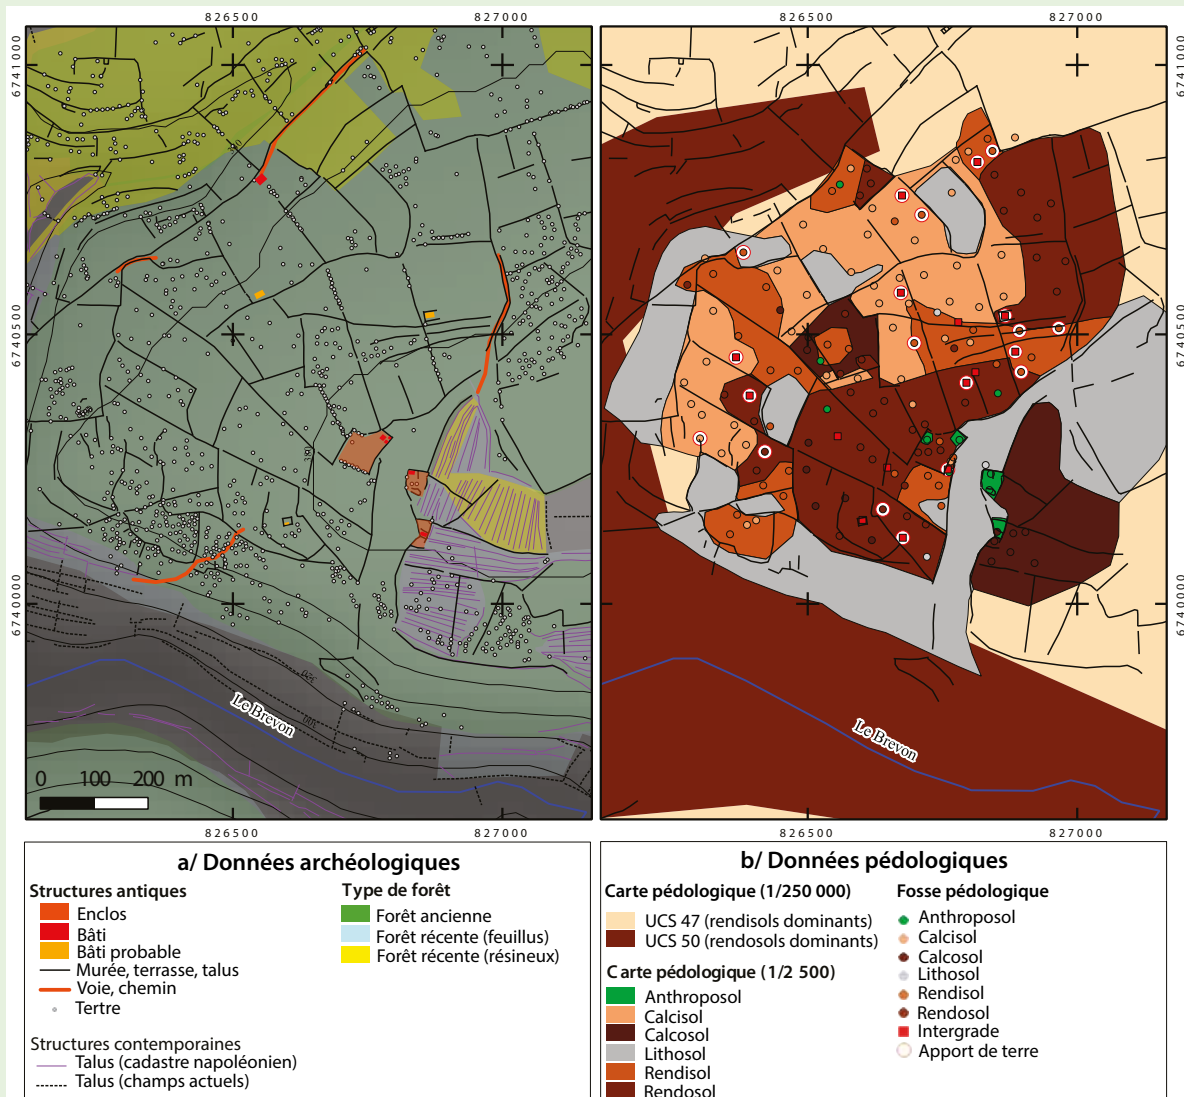 826500 827000 826500 827000
6741000
6740500
6740000
6741000
6740500
6740000
Le Brevon
Le Brevon
0 100 200 m
826500 827000 826500 827000
a/ Données archéologiques
Structures antiques
Enclos
Bâti
Bâti probable
Murée, terrasse, talus
Voie, chemin
Tertre
Structures contemporaines
Talus (cadastre napoléonien)
Talus (champs actuels)
Type de forêt
Forêt ancienne
Forêt récente (feuillus)
Forêt récente (résineux)
b/ Données pédologiques
Carte pédologique (1/250 000)
UCS 47 (rendisols dominants)
UCS 50 (rendosols dominants)
Carte pédologique (1/2 500)
Anthroposol
Calcisol
Calcosol
Lithosol
Rendisol
Rendosol
Fosse pédologique
Anthroposol
Calcisol
Calcosol
Lithosol
Rendisol
Rendosol
Intergrade
Apport de terre